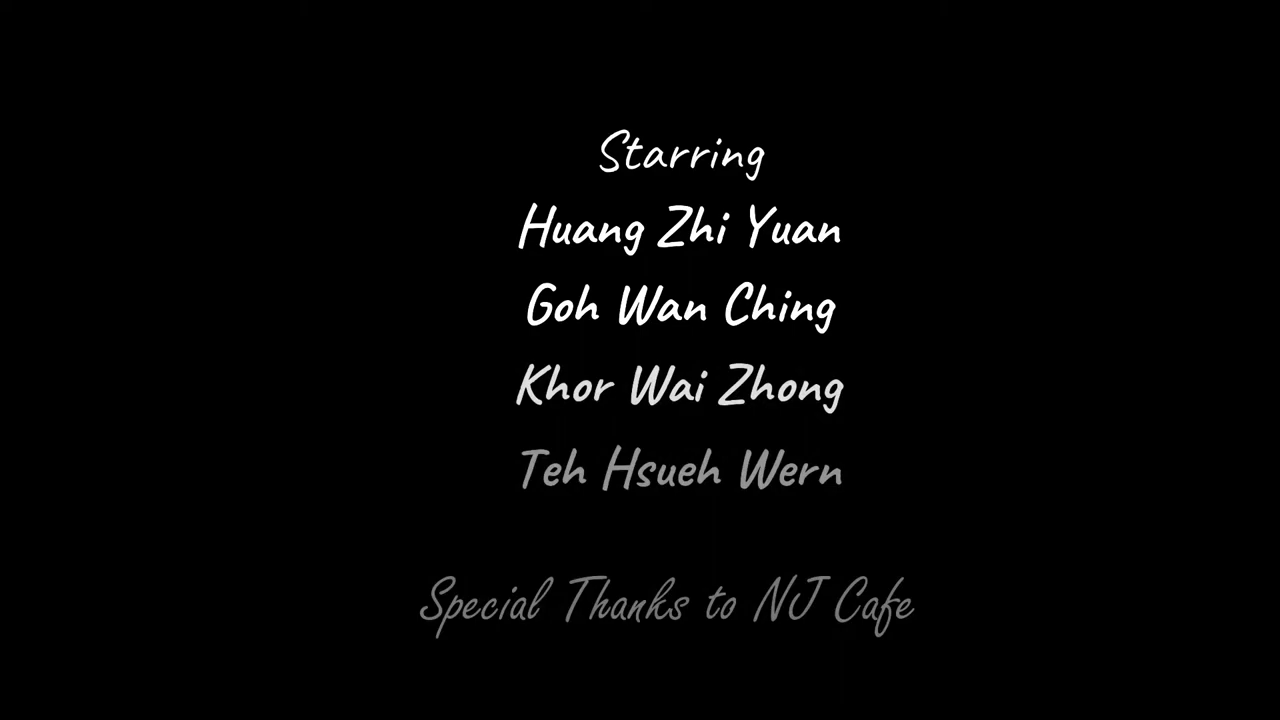 Starring
Huang Zhi Yuan
Goh Wan Ching
Khor Wai Zhong
Teh Hsueh Wern
Special Thanks to NJ Cafe